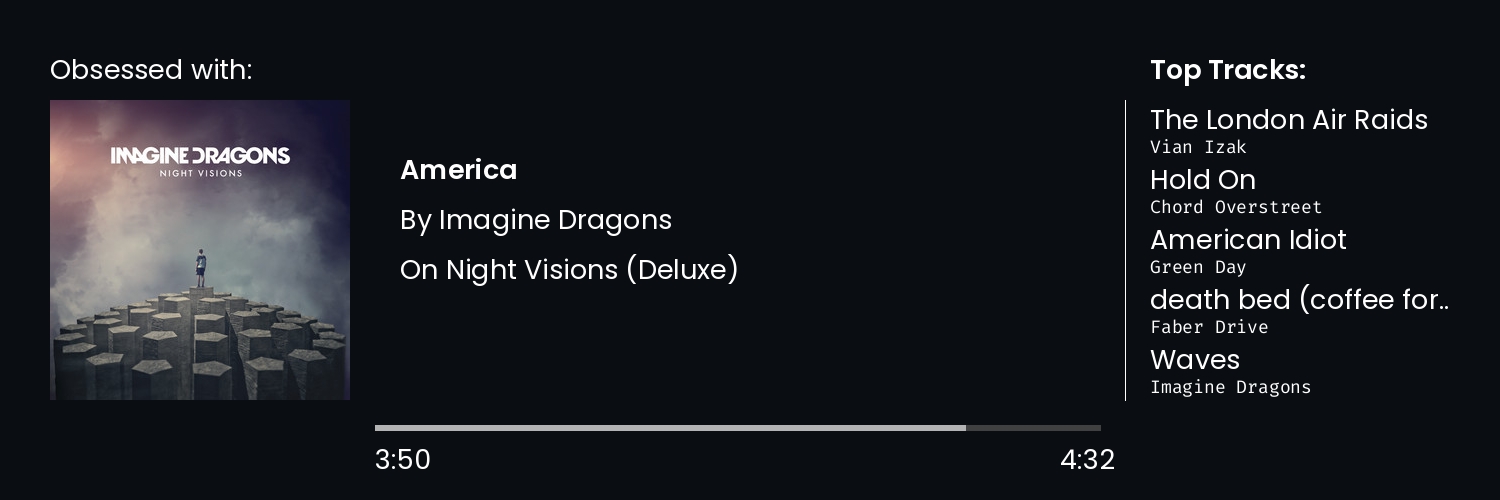 Obsessed with:
IMAGINE DRAGONS
NIGHT VISIONS
America
By Imagine Dragons
On Night Visions (Deluxe)
3:50
4:32
Top Tracks:
The London Air Raids
Vian Izak
Hold On
Chord Overstreet
American Idiot
Green Day
death bed (coffee for..
Faber Drive
Waves
Imagine Dragons